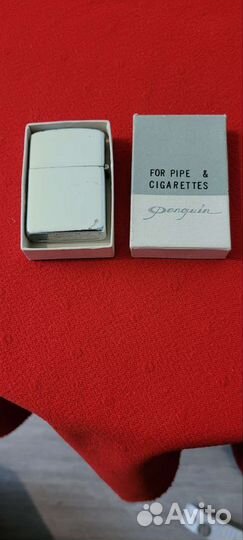 FOR PIPE &
CIGARETTES
Penguin
Avito